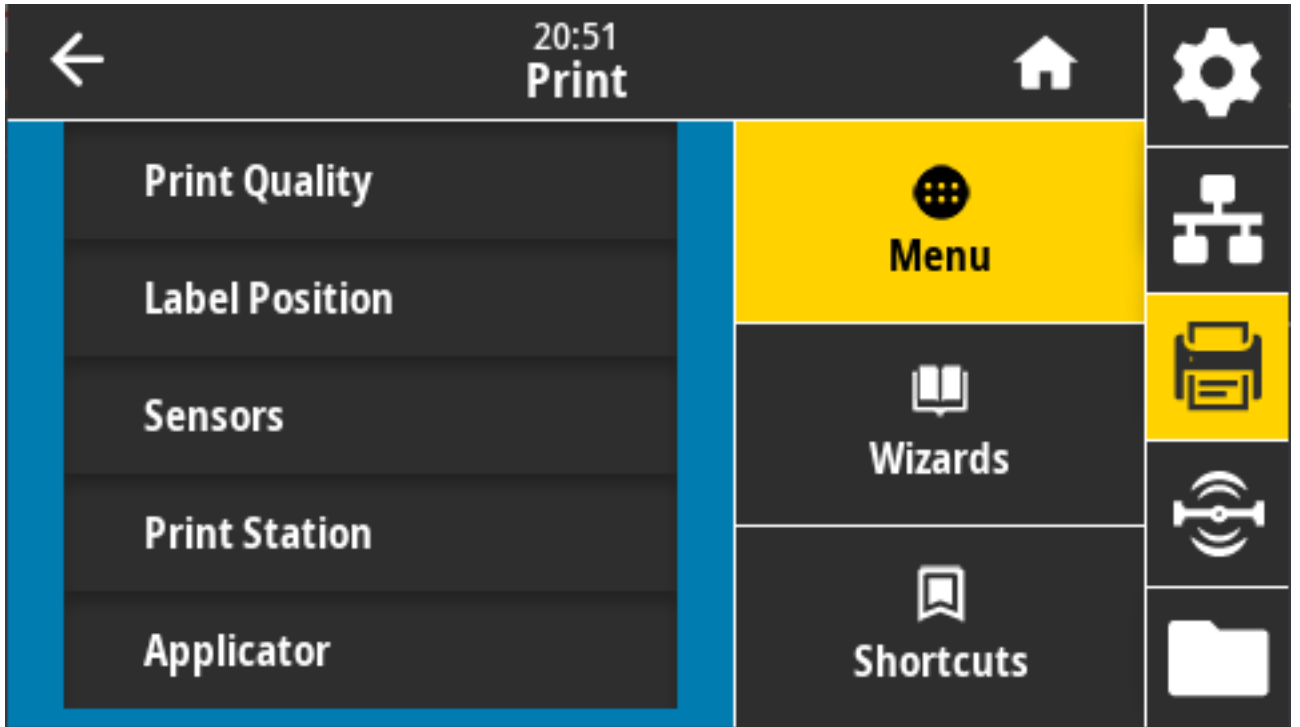 20:51
Print
Print Quality
Label Position
Sensors
Print Station
Applicator
Menu
Wizards
Shortcuts